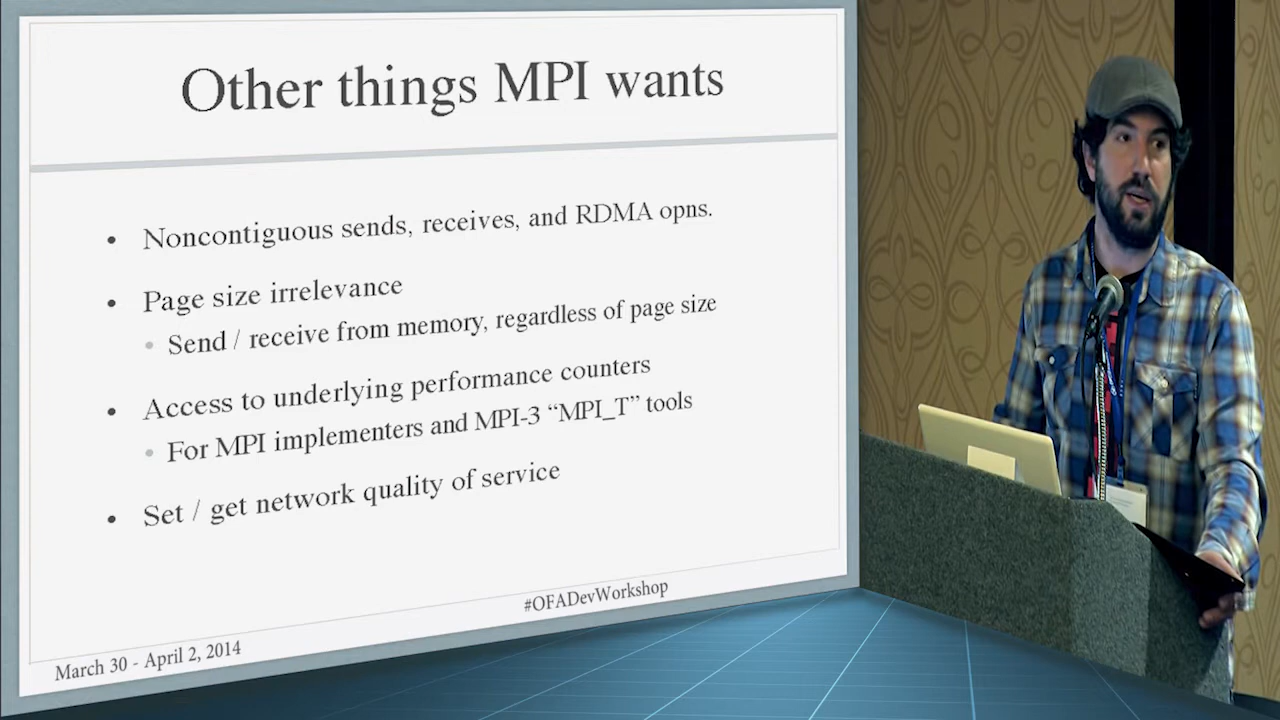 Other things MPI wants
• Noncontiguous sends, receives, and RDMA opns.
• Page size irrelevance
• Send / receive from memory, regardless of page size
• Access to underlying performance counters
• For MPI implementers and MPI-3 “MPI_T” tools
• Set / get network quality of service
#OFADevWorkshop
March 30 - April 2, 2014